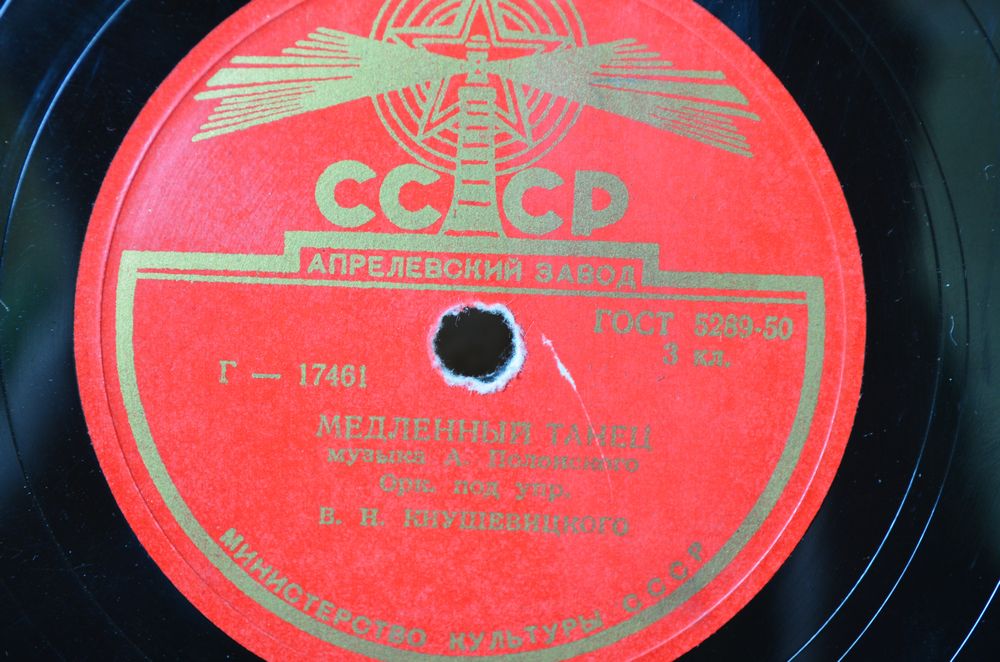 СССР
АПРЕЛЕВСКИЙ ЗАВОД
ГОСТ 5289-50
3 кл.
Г — 17461
МЕДЛЕННЫЙ ТАНЕЦ
музыка А. Полонского
Орк. под упр.
В. Н. КНУШЕВИЦКОГО
МИНИСТЕРСТВО КУЛЬТУРЫ СССР